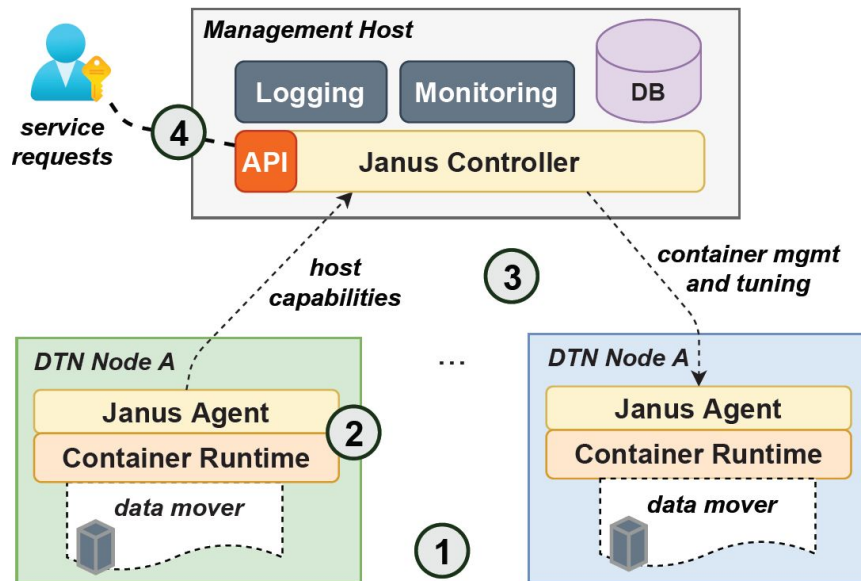 Management Host
Logging
Monitoring
DB
service
requests
4
API
Janus Controller
host
capabilities
3
container mgmt
and tuning
DTN Node A
...
DTN Node A
Janus Agent
Container Runtime
2
data mover
Janus Agent
Container Runtime
data mover
1